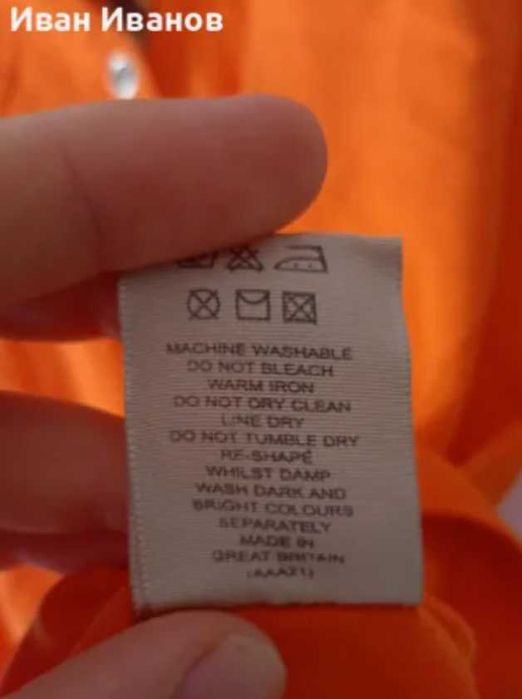 Иван Иванов
MACHINE WASHABLE
DO NOT BLEACH
WARM IRON
DO NOT DRY CLEAN
LINE DRY
DO NOT TUMBLE DRY
RE-SHAPE
WHILST DAMP
WASH DARK AND
BRIGHT COLOURS
SEPARATELY
MADE IN
GREAT BRITAIN
(AAA21)